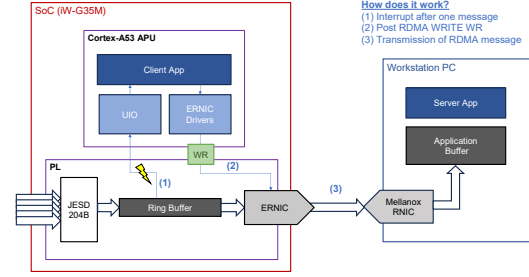 SoC (iW-G35M)
How does it work?
(1) Interrupt after one message
(2) Post RDMA WRITE WR
(3) Transmission of RDMA message
Cortex-A53 APU
Client App
UIO
ERNIC
Drivers
WR
Workstation PC
Server App
Application
Buffer
PL
(1)
(2)
(3)
JESD
204B
Ring Buffer
ERNIC
Mellanox
RNIC